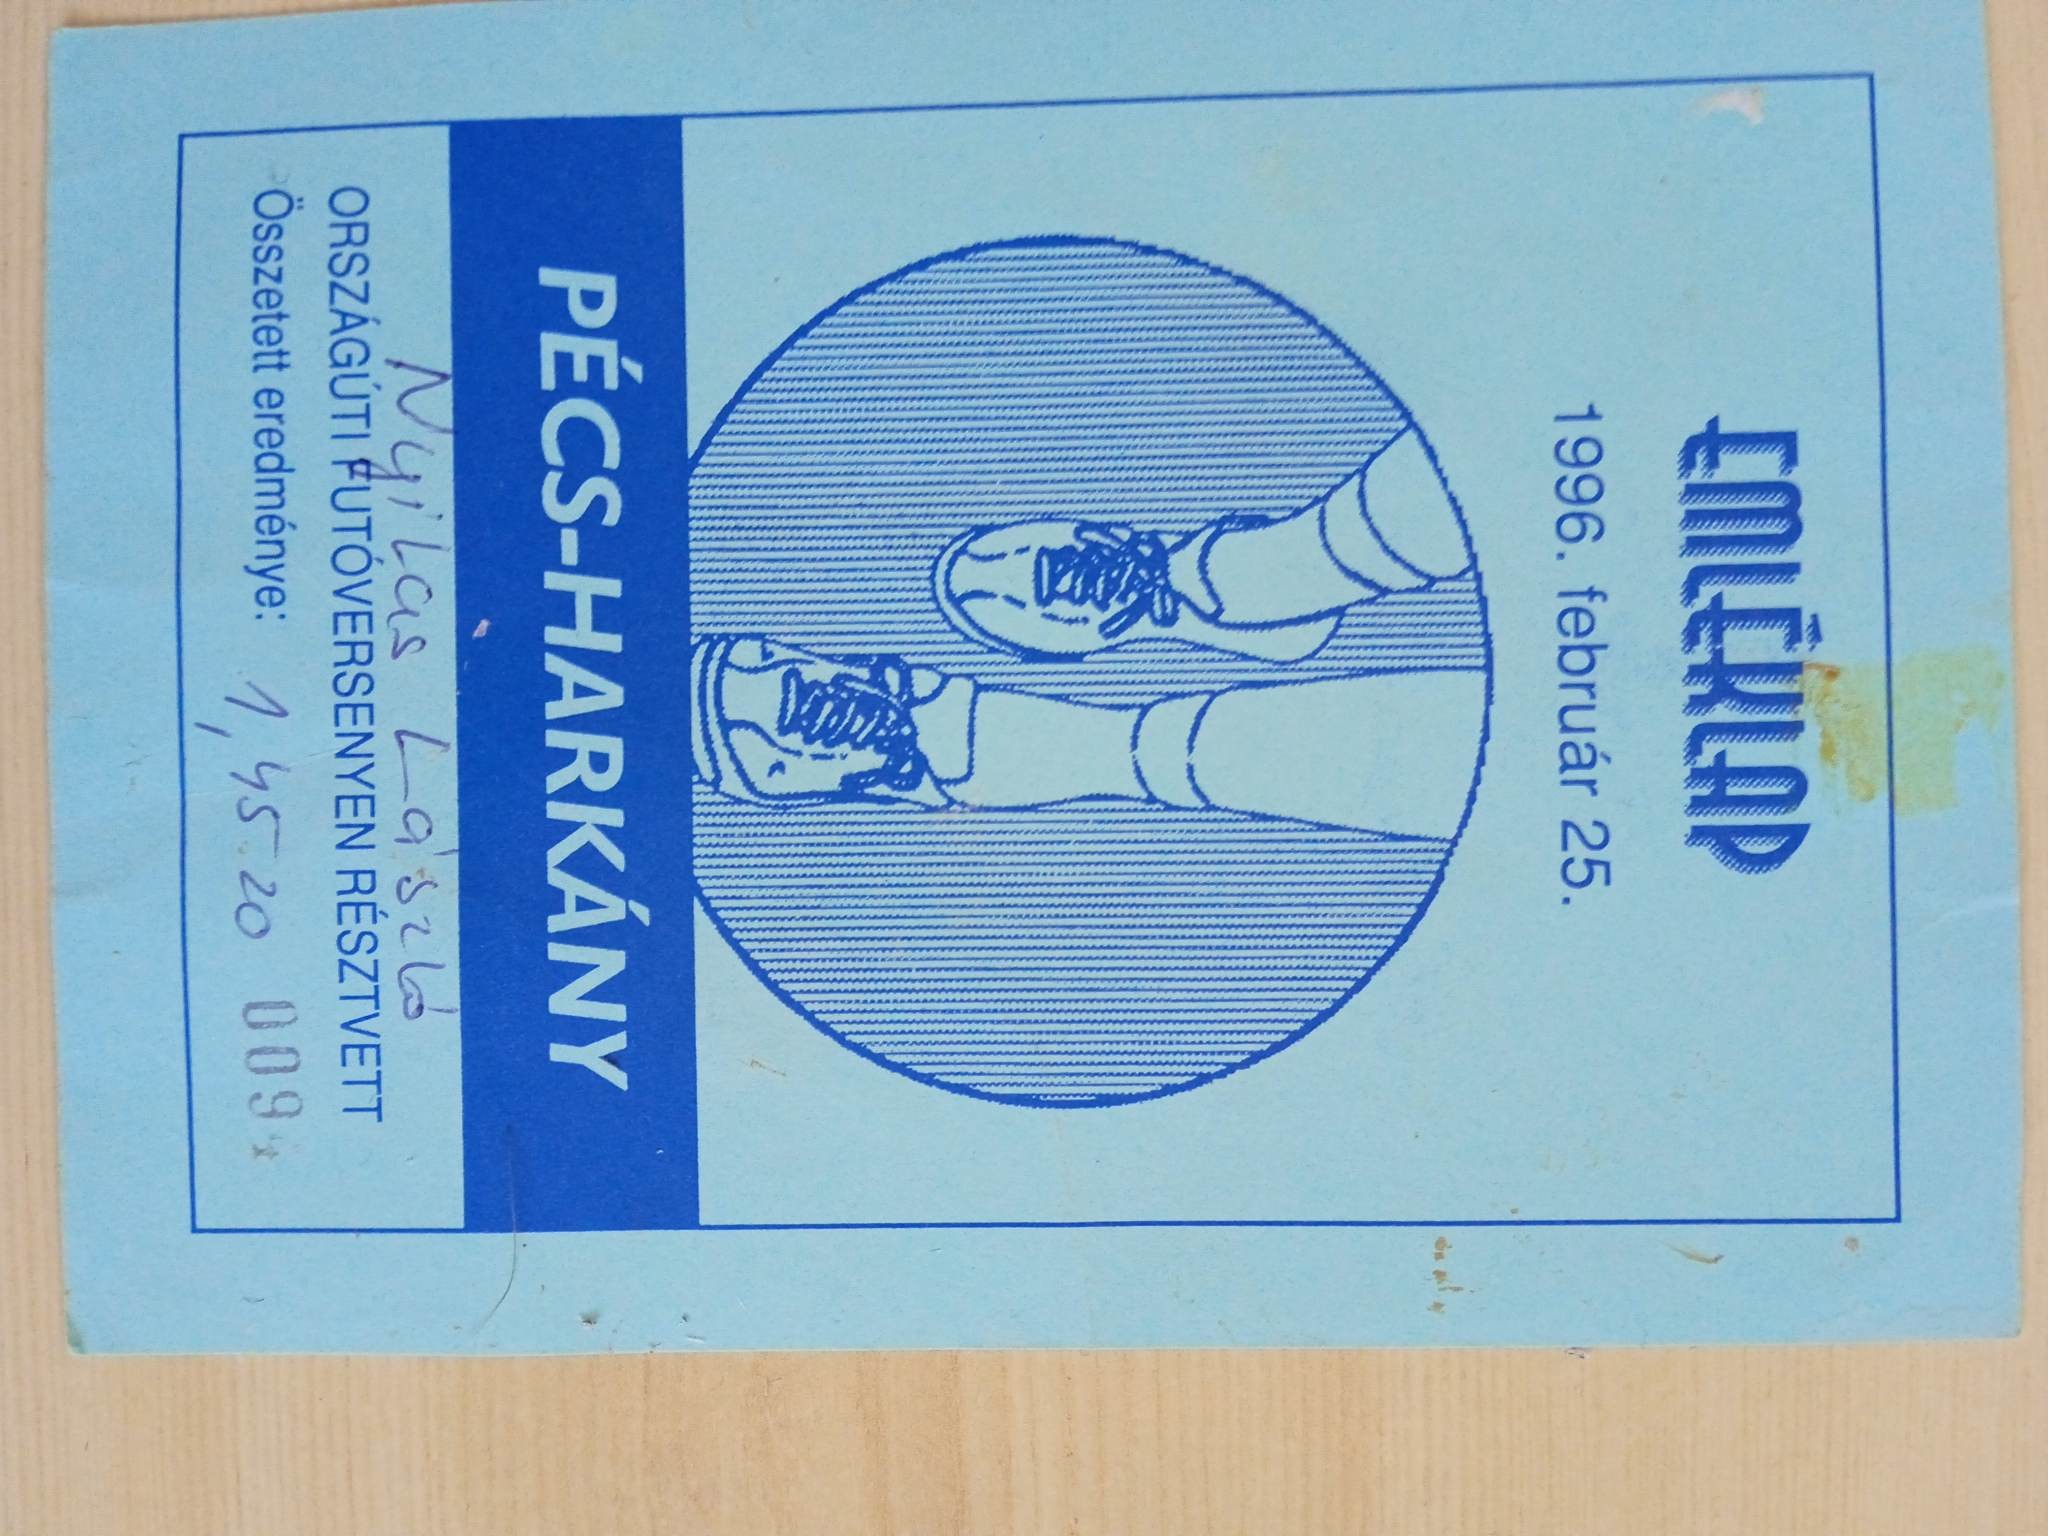 EMLÉKLAP
1996. február 25.
PÉCS-HARKÁNY
Nyilas László
ORSZÁGÚTI FUTÓVERSENYEN RÉSZTVETT
Összetett eredménye: 1,45.20 009*